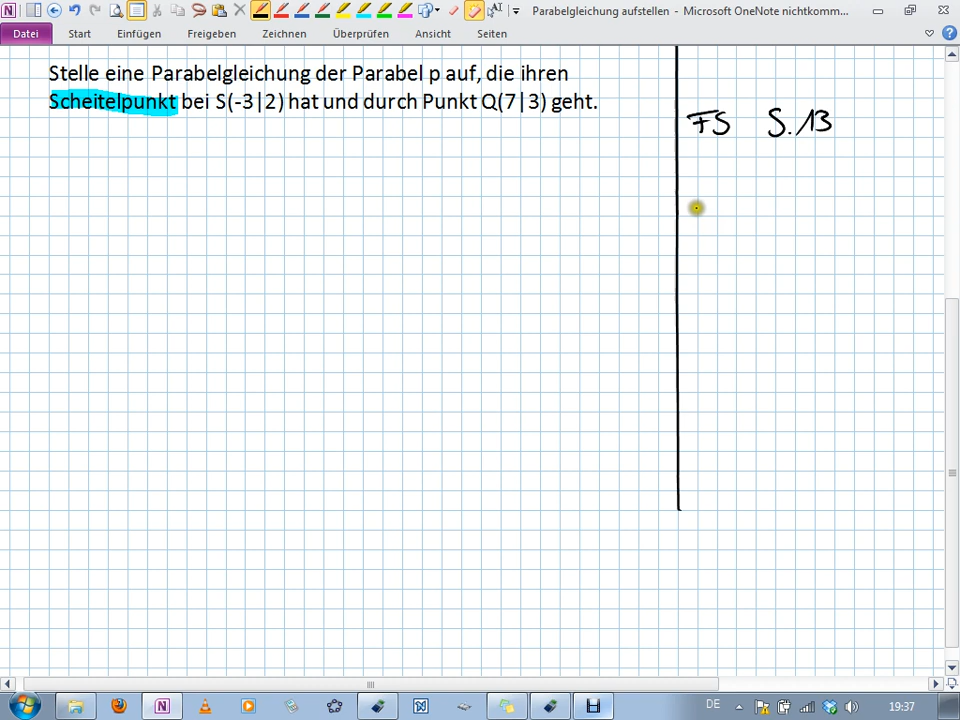 Parabelgleichung aufstellen - Microsoft OneNote nichtkomm...
Datei Start Einfügen Freigeben Zeichnen Überprüfen Ansicht Seiten
Stelle eine Parabelgleichung der Parabel p auf, die ihren
Scheitelpunkt bei S(-3|2) hat und durch Punkt Q(7|3) geht.
FS S. 13
DE 19:37